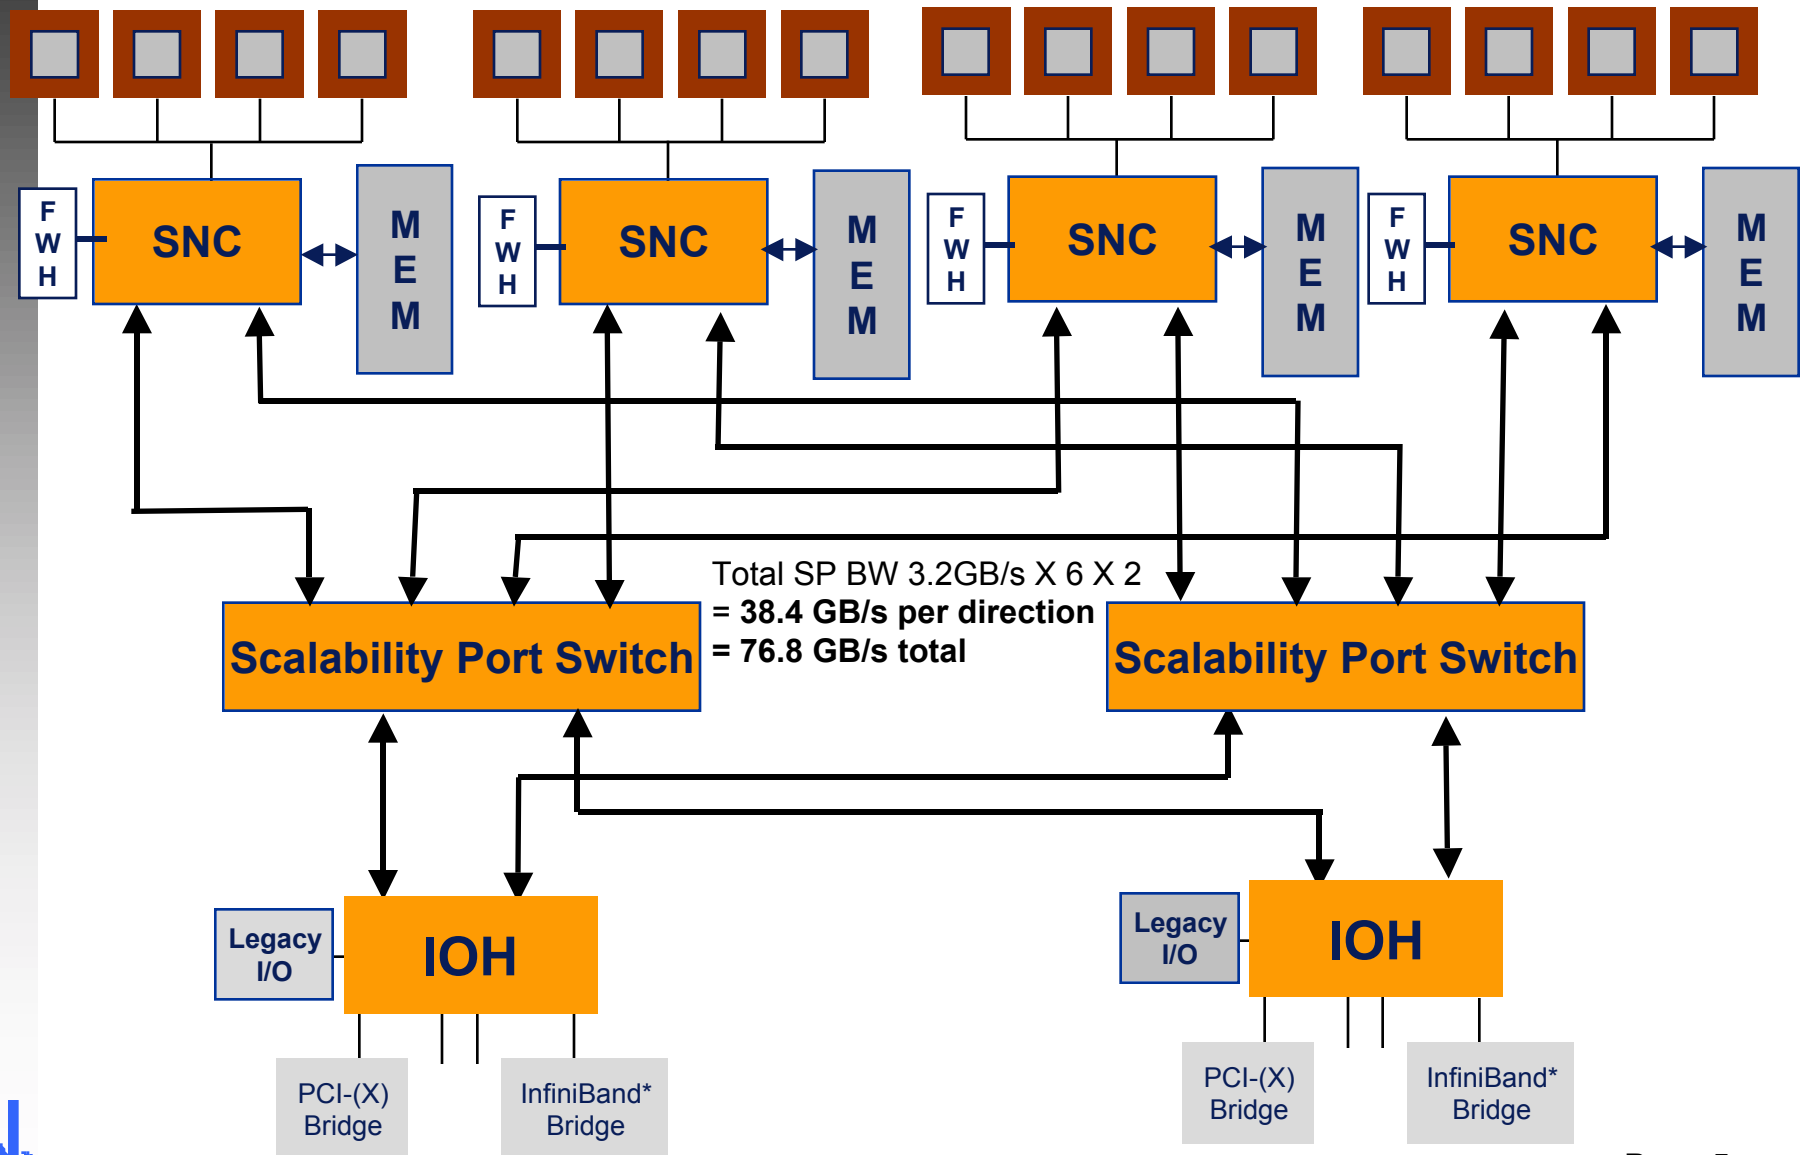 F
W
H
SNC
M
E
M
F
W
H
SNC
M
E
M
F
W
H
SNC
M
E
M
F
W
H
SNC
M
E
M
Total SP BW 3.2GB/s X 6 X 2
= 38.4 GB/s per direction
= 76.8 GB/s total
Scalability Port Switch
Scalability Port Switch
Legacy
I/O
IOH
Legacy
I/O
IOH
PCI-(X)
Bridge
InfiniBand*
Bridge
PCI-(X)
Bridge
InfiniBand*
Bridge